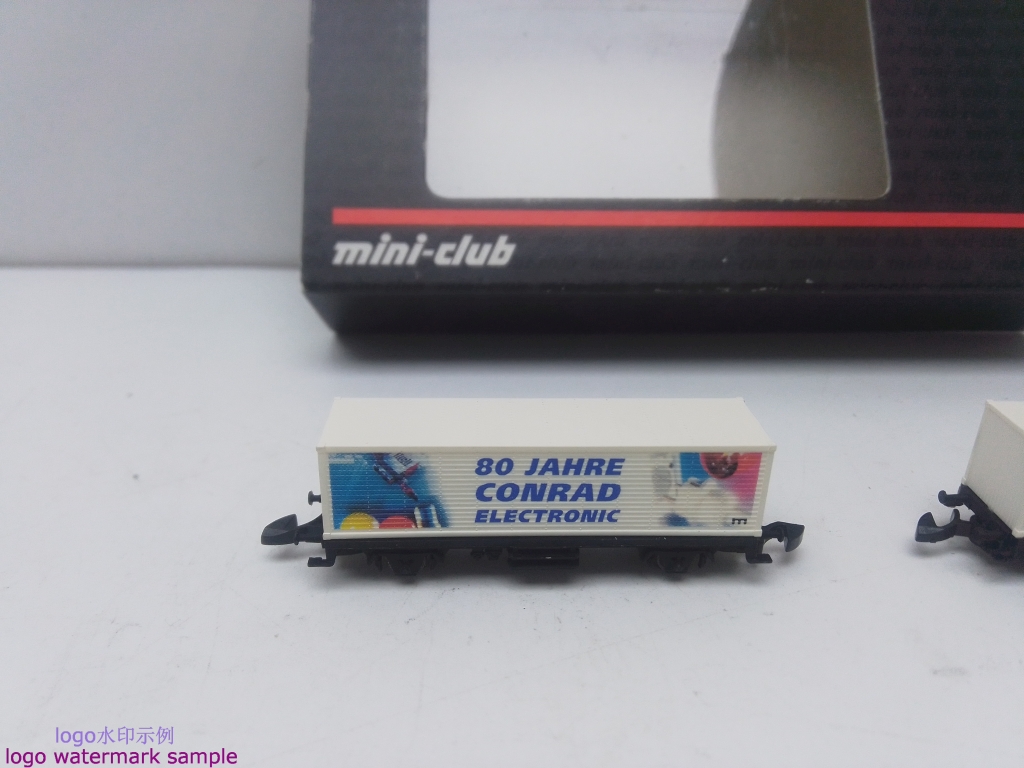 mini-club
80 JAHRE
CONRAD
ELECTRONIC
logo水印示例
logo watermark sample